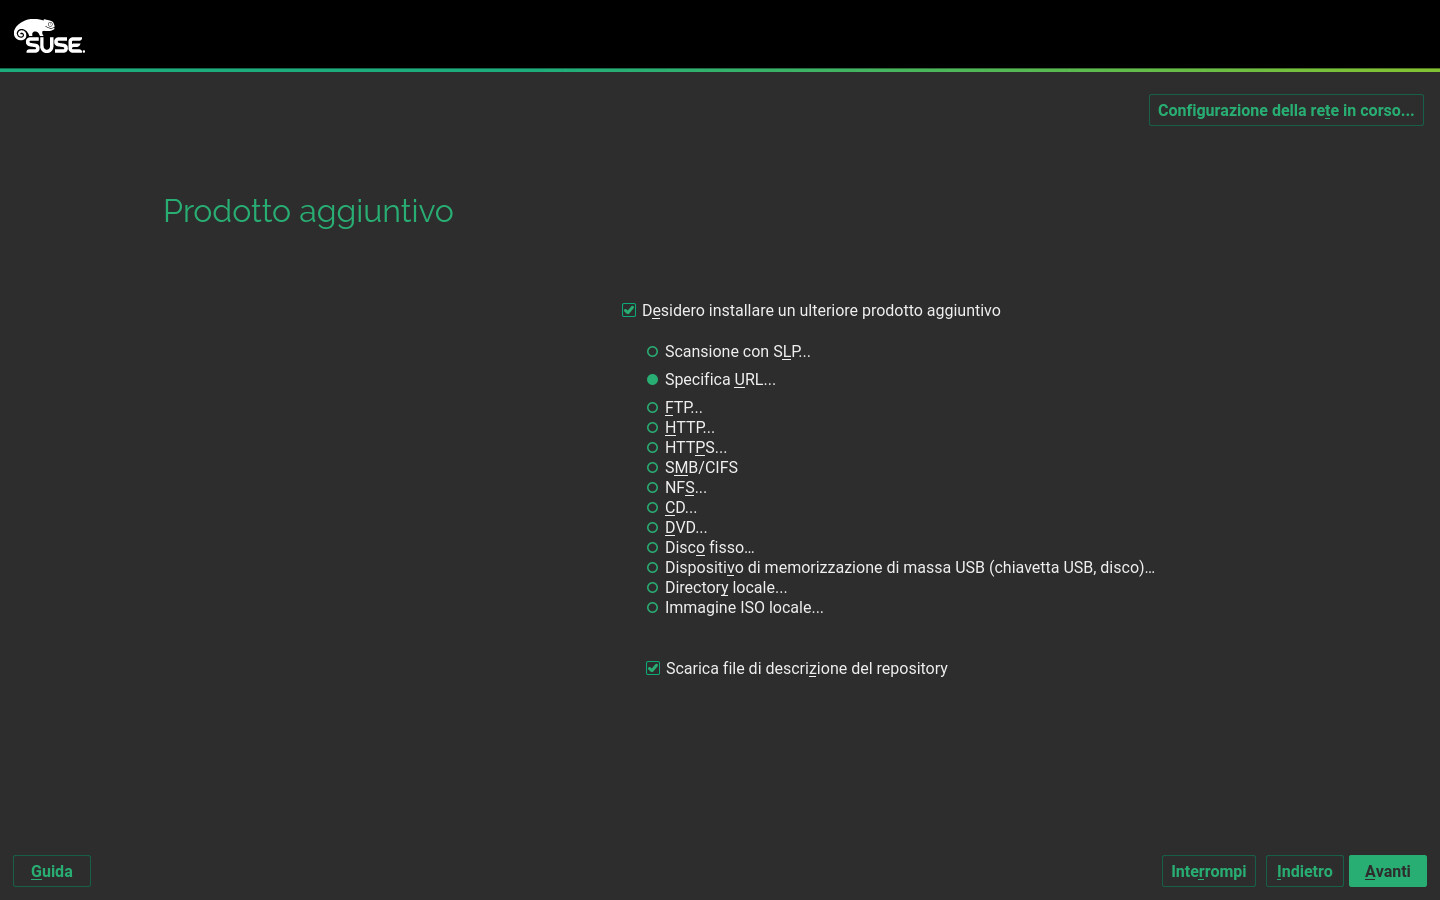 SUSE.
Configurazione della rete in corso...
Prodotto aggiuntivo
Desidero installare un ulteriore prodotto aggiuntivo
Scansione con SLP...
Specifica URL...
FTP...
HTTP...
HTTPS...
SMB/CIFS
NFS...
CD...
DVD...
Disco fisso…
Dispositivo di memorizzazione di massa USB (chiavetta USB, disco)…
Directory locale...
Immagine ISO locale...
Scarica file di descrizione del repository
Guida
Interrompi
Indietro
Avanti